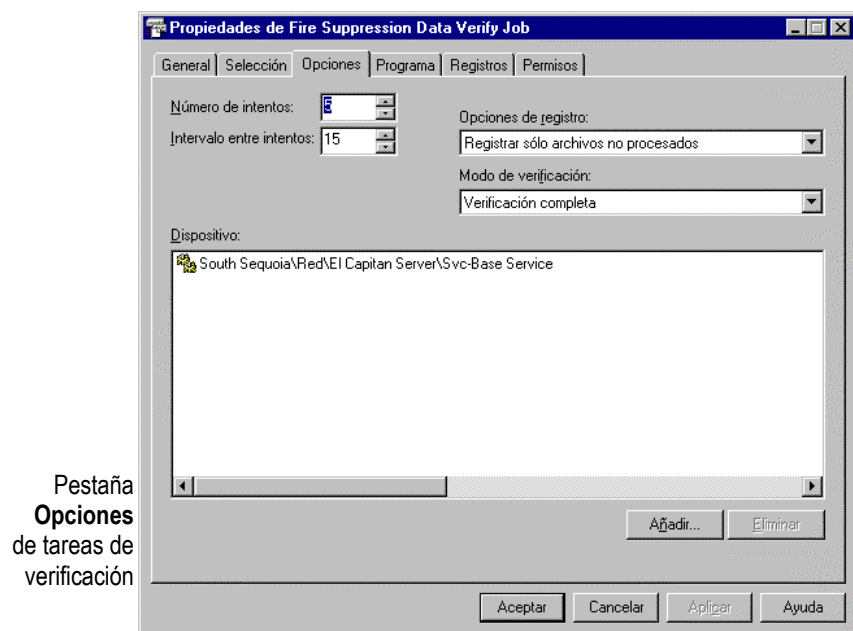 Propiedades de Fire Suppression Data Verify Job
General Selección Opciones Programa Registros Permisos
Número de intentos: 5
Intervalo entre intentos: 15
Opciones de registro:
Registrar sólo archivos no procesados
Modo de verificación:
Verificación completa
Dispositivo:
South Sequoia\Red\El Capitan Server\Svc-Base Service
Añadir... Eliminar
Aceptar Cancelar Aplicar Ayuda
Pestaña
Opciones
de tareas de
verificación